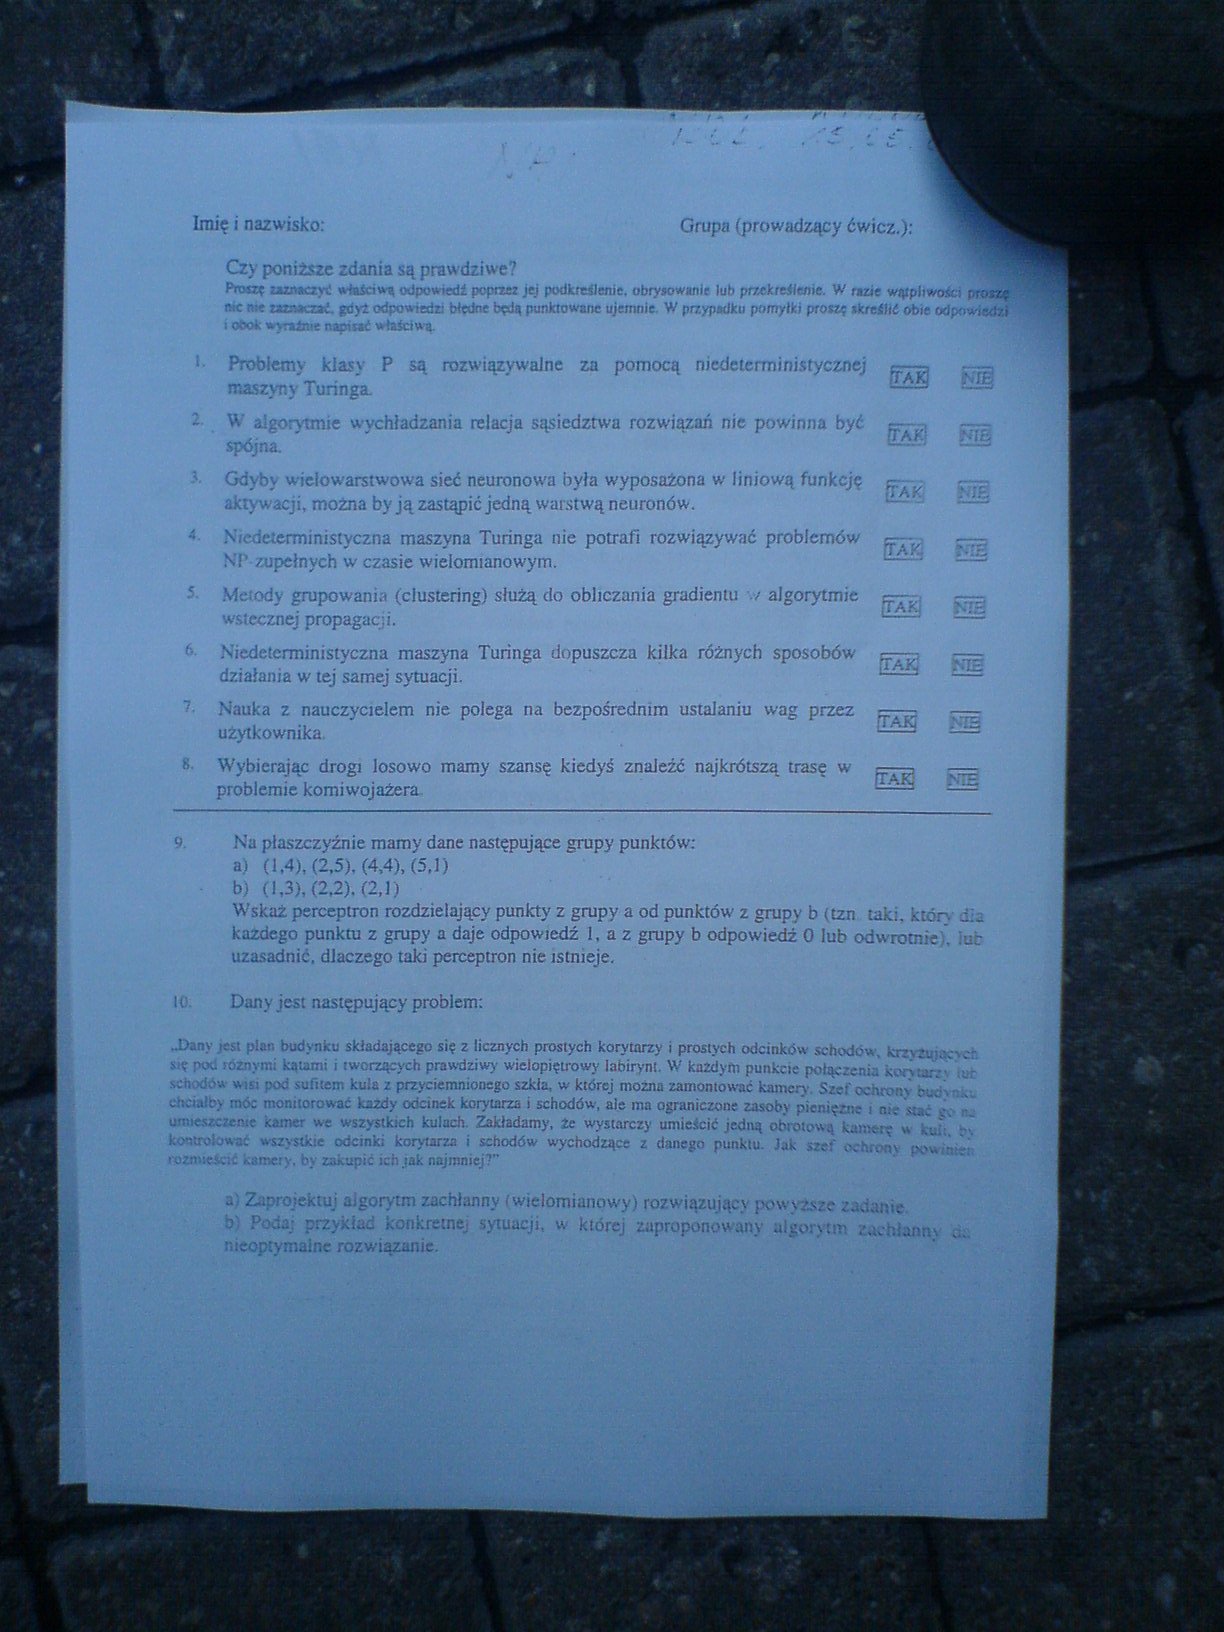 Imię i nazwisko: Grupa (prowadzący ćwicz.):
Czy poniższe zdania są prawdziwe?
Proszę zaznaczyć właściwą odpowiedź poprzez jej podkreślenie, obrysowanie lub przekreślenie. W razie wątpliwości proszę
nic nie zaznaczać, gdyż odpowiedzi błędne będą punktowane ujemnie. W przypadku pomyłki proszę skreślić obie odpowiedzi
i obok wyraźnie napisać właściwą.
1. Problemy klasy P są rozwiązywalne za pomocą niedeterministycznej
maszyny Turinga. TAK NIE
2. W algorytmie wychładzania relacja sąsiedztwa rozwiązań nie powinna być
spójna. TAK NIE
3. Gdyby wielowarstwowa sieć neuronowa była wyposażona w liniową funkcję
aktywacji, można by ją zastąpić jedną warstwą neuronów. TAK NIE
4. Niedeterministyczna maszyna Turinga nie potrafi rozwiązywać problemów
NP-zupełnych w czasie wielomianowym. TAK NIE
5. Metody grupowania (clustering) służą do obliczania gradientu w algorytmie
wstecznej propagacji. TAK NIE
6. Niedeterministyczna maszyna Turinga dopuszcza kilka różnych sposobów
działania w tej samej sytuacji. TAK NIE
7. Nauka z nauczycielem nie polega na bezpośrednim ustalaniu wag przez
użytkownika. TAK NIE
8. Wybierając drogi losowo mamy szansę kiedyś znaleźć najkrótszą trasę w
problemie komiwojażera. TAK NIE
9. Na płaszczyźnie mamy dane następujące grupy punktów:
a) (1,4), (2,5), (4,4), (5,1)
b) (1,3), (2,2), (2,1)
Wskaż perceptron rozdzielający punkty z grupy a od punktów z grupy b (tzn. taki, który dla
każdego punktu z grupy a daje odpowiedź 1, a z grupy b odpowiedź 0 lub odwrotnie), lub
uzasadnić, dlaczego taki perceptron nie istnieje.
10. Dany jest następujący problem:
„Dany jest plan budynku składającego się z licznych prostych korytarzy i prostych odcinków schodów, krzyżujących
się pod różnymi kątami i tworzących prawdziwy wielopiętrowy labirynt. W każdym punkcie połączenia korytarzy lub
schodów wisi pod sufitem kula z przyciemnionego szkła, w której można zamontować kamery. Szef ochrony budynku
chciałby móc monitorować każdy odcinek korytarza i schodów, ale ma ograniczone zasoby pieniężne i nie stać go na
umieszczenie kamer we wszystkich kulach. Zakładamy, że wystarczy umieścić jedną obrotową kamerę w kuli, by
kontrolować wszystkie odcinki korytarza i schodów wychodzące z danego punktu. Jak szef ochrony powinien
rozmieścić kamery, by zakupić ich jak najmniej?"
a) Zaprojektuj algorytm zachłanny (wielomianowy) rozwiązujący powyższe zadanie.
b) Podaj przykład konkretnej sytuacji, w której zaproponowany algorytm zachłanny da
nieoptymalne rozwiązanie.